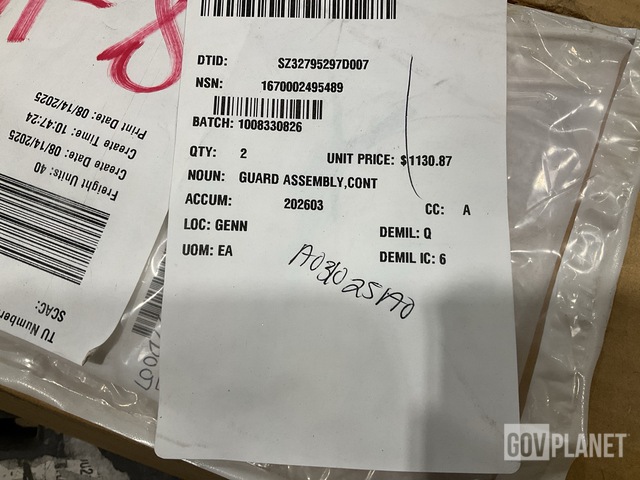 DTID: SZ32795297D007
NSN: 1670002495489
BATCH: 1008330826
QTY: 2 UNIT PRICE: $1130.87
NOUN: GUARD ASSEMBLY,CONT
ACCUM: 202603 CC: A
LOC: GENN DEMIL: Q
UOM: EA DEMIL IC: 6
Print Date: 08/14/2025
Create Time: 10:47:24
Create Date: 08/14/2025
Freight Units: 40
SCAC:
TU Number
GOVPLANET